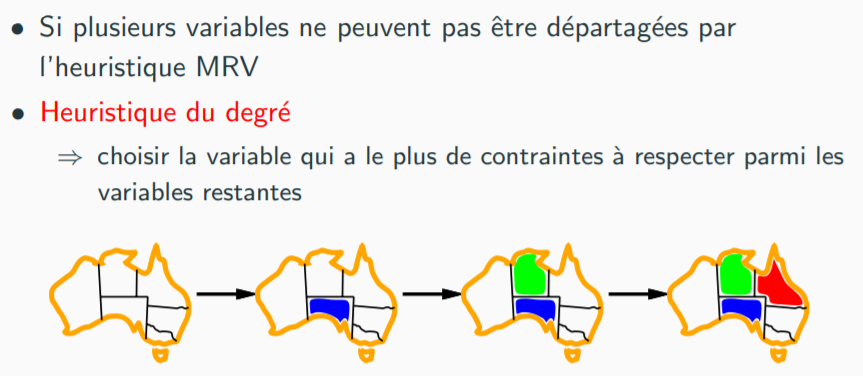 • Si plusieurs variables ne peuvent pas être départagées par
l'heuristique MRV
• Heuristique du degré
⇒ choisir la variable qui a le plus de contraintes à respecter parmi les
variables restantes